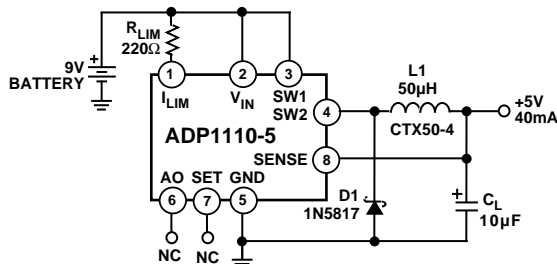 RLIM
220Ω
9V
BATTERY
1
2
3
ILIM
VIN
SW1
SW2
4
ADP1110-5
SENSE
8
AO
SET
GND
6
7
5
NC
NC
L1
50µH
CTX50-4
+5V
40mA
D1
1N5817
CL
10µF